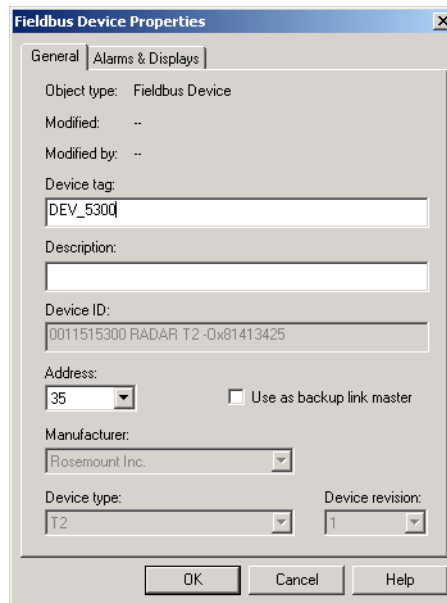 Fieldbus Device Properties
General Alarms & Displays
Object type: Fieldbus Device
Modified: --
Modified by: --
Device tag:
DEV_5300
Description:
Device ID:
0011515300 RADAR T2 -0x81413425
Address:
35 Use as backup link master
Manufacturer:
Rosemount Inc.
Device type: Device revision:
T2 1
OK Cancel Help